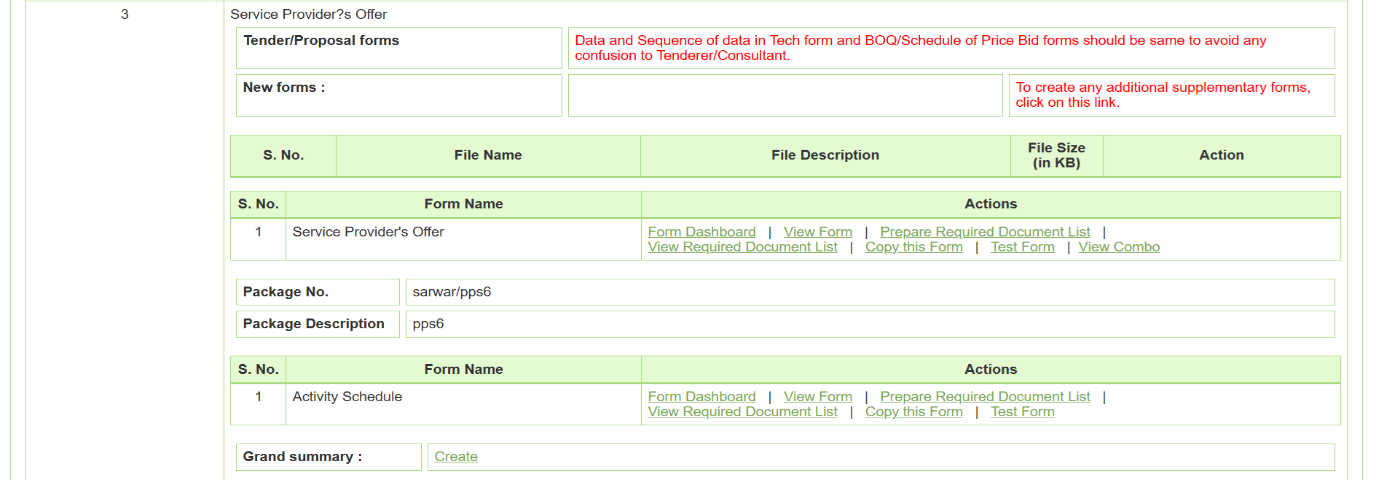 3
Service Provider?s Offer
Tender/Proposal forms
Data and Sequence of data in Tech form and BOQ/Schedule of Price Bid forms should be same to avoid any
confusion to Tenderer/Consultant.
New forms :
To create any additional supplementary forms,
click on this link.
S. No. File Name File Description File Size
(in KB) Action
S. No. Form Name Actions
1 Service Provider's Offer Form Dashboard | View Form | Prepare Required Document List |
View Required Document List | Copy this Form | Test Form | View Combo
Package No. sarwar/pps6
Package Description pps6
S. No. Form Name Actions
1 Activity Schedule Form Dashboard | View Form | Prepare Required Document List |
View Required Document List | Copy this Form | Test Form
Grand summary : Create